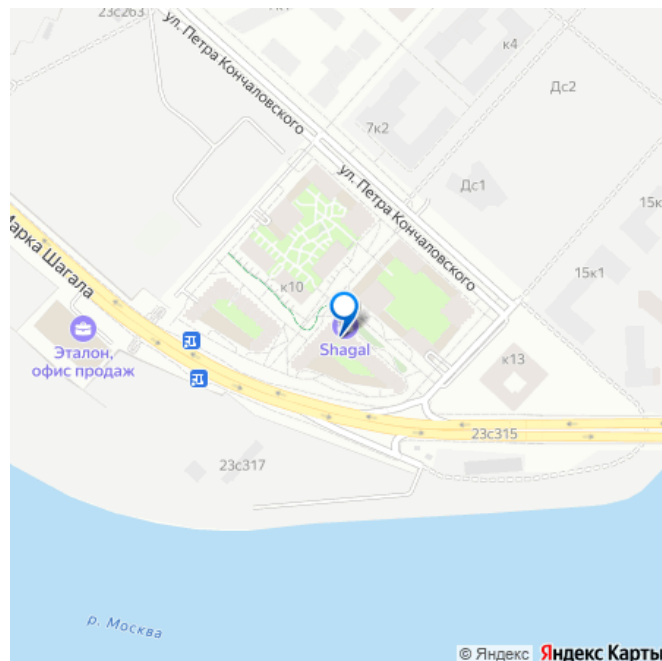 23с263
к4
Дс2
ул. Петра Кончаловского
7к2
ул. Петра Кончаловского
Дс1
15к
Марка Шагала
к10
15к1
Shagal
Эталон,
офис продаж
к13
23с315
23с317
р. Москва
© Яндекс Яндекс Карты